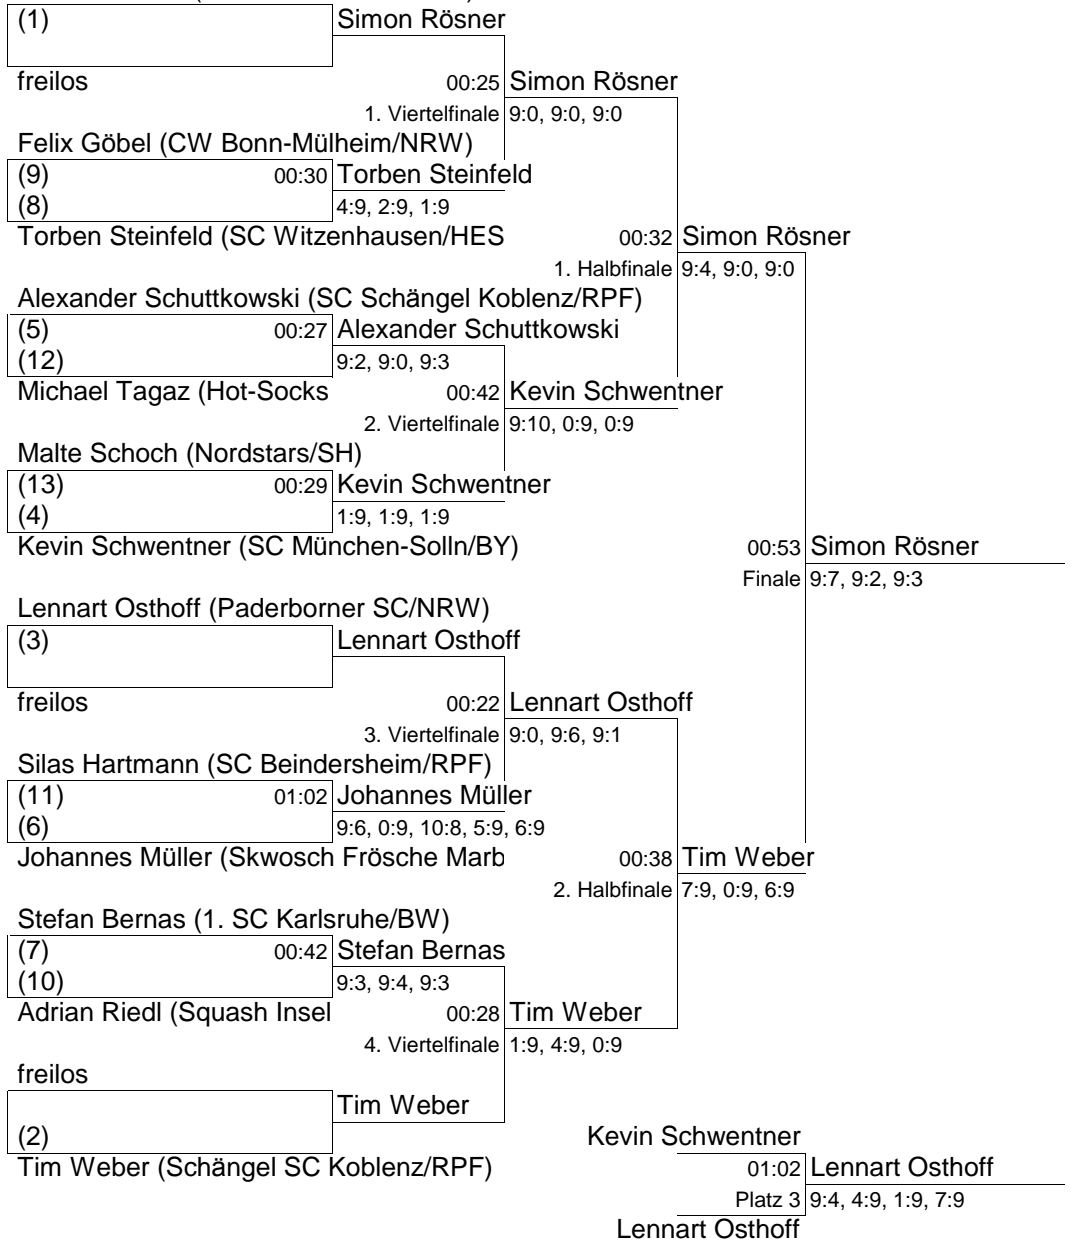 (1) Simon Rösner
freilos 00:25 Simon Rösner
1. Viertelfinale 9:0, 9:0, 9:0
Felix Göbel (CW Bonn-Mülheim/NRW)
(9) 00:30 Torben Steinfeld
(8) 4:9, 2:9, 1:9
Torben Steinfeld (SC Witzenhausen/HES 00:32 Simon Rösner
1. Halbfinale 9:4, 9:0, 9:0
Alexander Schuttkowski (SC Schängel Koblenz/RPF)
(5) 00:27 Alexander Schuttkowski
(12) 9:2, 9:0, 9:3
Michael Tagaz (Hot-Socks 00:42 Kevin Schwentner
2. Viertelfinale 9:10, 0:9, 0:9
Malte Schoch (Nordstars/SH)
(13) 00:29 Kevin Schwentner
(4) 1:9, 1:9, 1:9
Kevin Schwentner (SC München-Solln/BY) 00:53 Simon Rösner
Finale 9:7, 9:2, 9:3
Lennart Osthoff (Paderborner SC/NRW)
(3) Lennart Osthoff
freilos 00:22 Lennart Osthoff
3. Viertelfinale 9:0, 9:6, 9:1
Silas Hartmann (SC Beindersheim/RPF)
(11) 01:02 Johannes Müller
(6) 9:6, 0:9, 10:8, 5:9, 6:9
Johannes Müller (Skwosch Frösche Marb 00:38 Tim Weber
2. Halbfinale 7:9, 0:9, 6:9
Stefan Bernas (1. SC Karlsruhe/BW)
(7) 00:42 Stefan Bernas
(10) 9:3, 9:4, 9:3
Adrian Riedl (Squash Insel 00:28 Tim Weber
4. Viertelfinale 1:9, 4:9, 0:9
freilos
Tim Weber
(2) Kevin Schwentner
Tim Weber (Schängel SC Koblenz/RPF) 01:02 Lennart Osthoff
Platz 3 9:4, 4:9, 1:9, 7:9
Lennart Osthoff